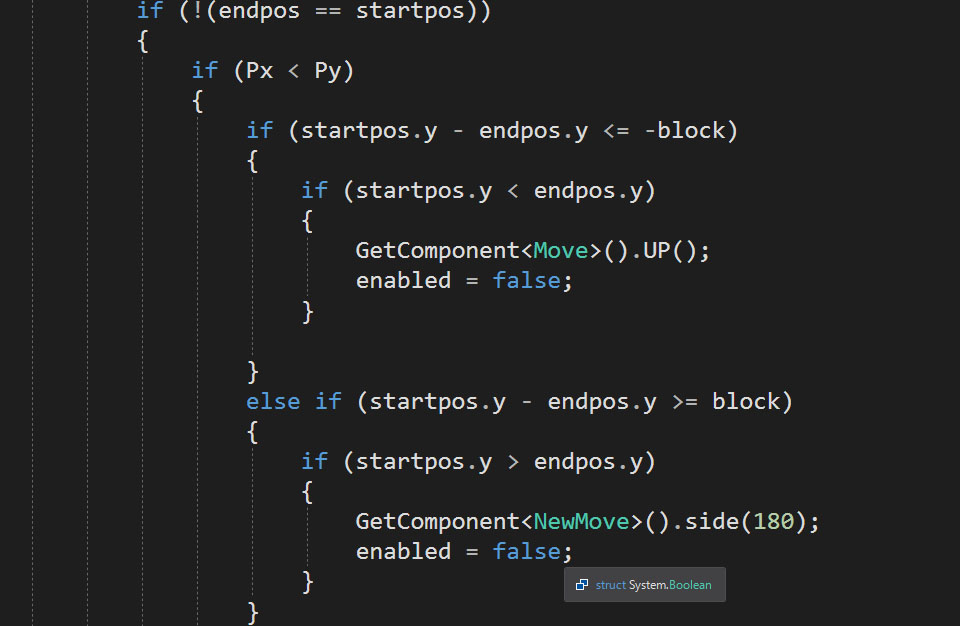 if (!(endpos == startpos))
{
if (Px < Py)
{
if (startpos.y - endpos.y <= -block)
{
if (startpos.y < endpos.y)
{
GetComponent<Move>().UP();
enabled = false;
}
}
else if (startpos.y - endpos.y >= block)
{
if (startpos.y > endpos.y)
{
GetComponent<NewMove>().side(180);
enabled = false;
struct System.Boolean
}
}